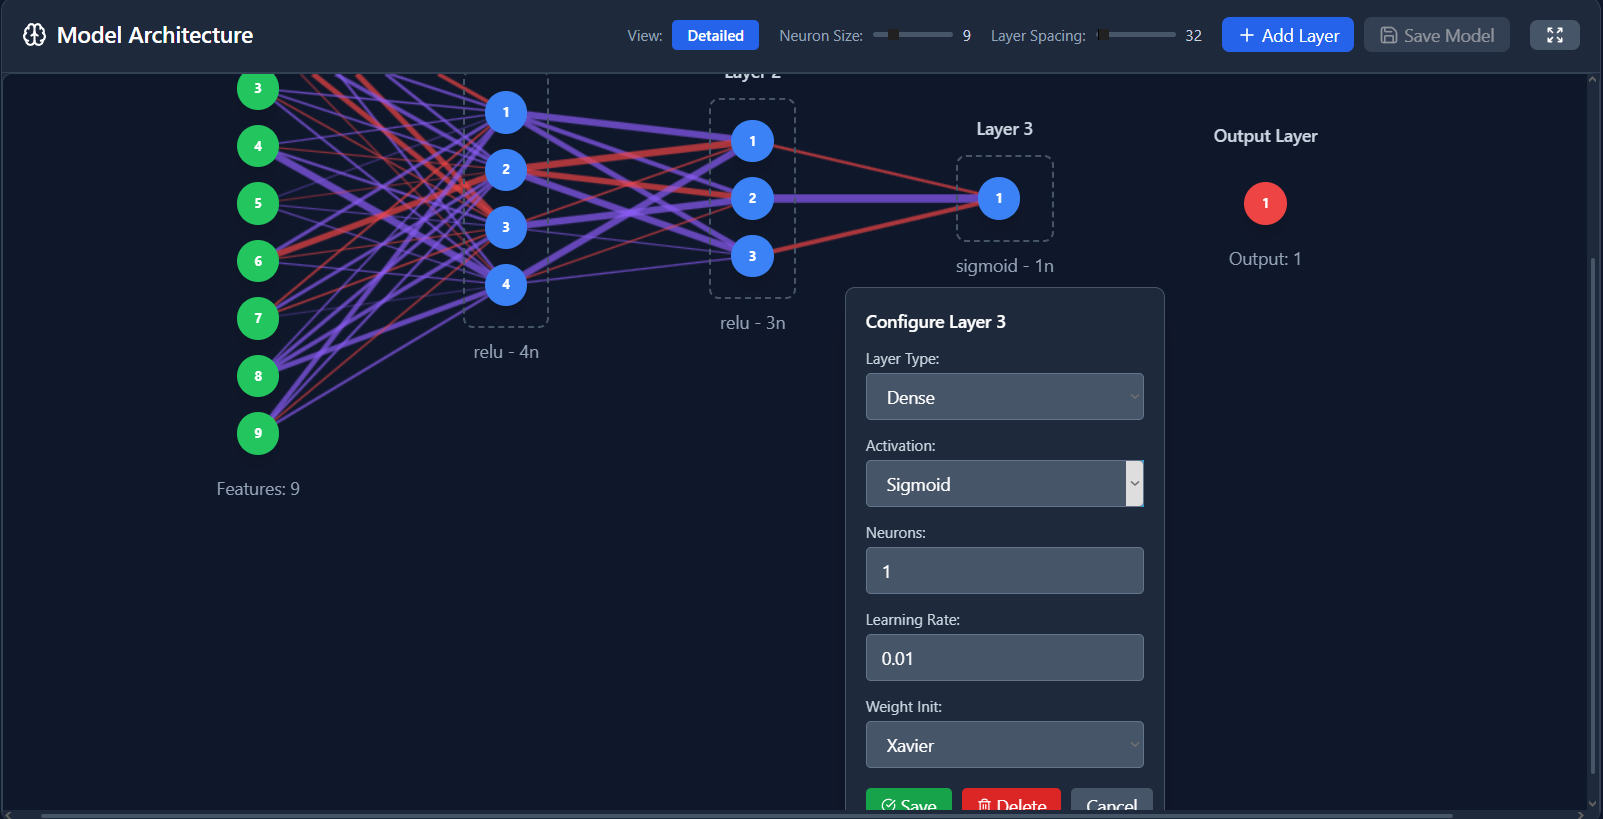 Model Architecture
View: Detailed Neuron Size: 9 Layer Spacing: 32 + Add Layer Save Model
Layer 2
Layer 3
Output Layer
3
4
5
6
7
8
9
Features: 9
1
2
3
4
relu - 4n
1
2
3
relu - 3n
1
sigmoid - 1n
1
Output: 1
Configure Layer 3
Layer Type:
Dense
Activation:
Sigmoid
Neurons:
1
Learning Rate:
0.01
Weight Init:
Xavier
Save Delete Cancel